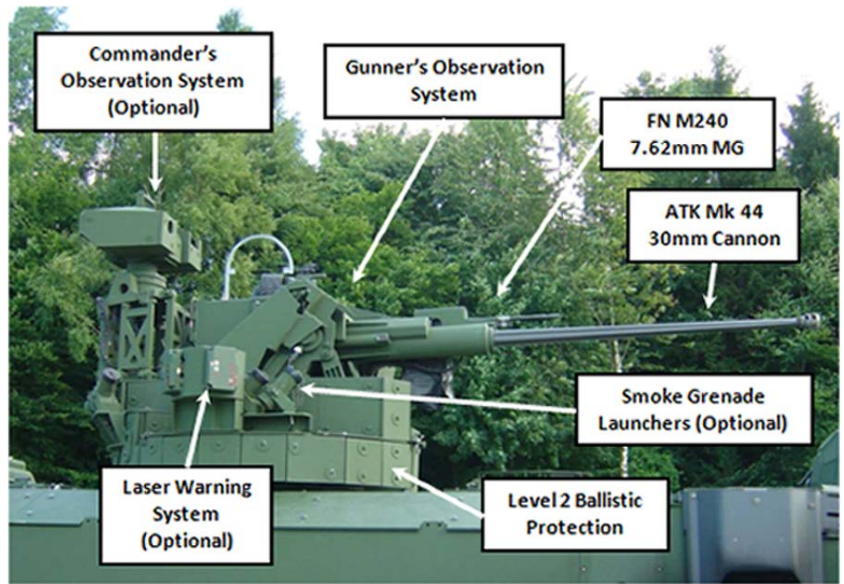 Commander's
Observation System
(Optional)
Gunner's Observation
System
FN M240
7.62mm MG
ATK Mk 44
30mm Cannon
Smoke Grenade
Launchers (Optional)
Laser Warning
System
(Optional)
Level 2 Ballistic
Protection